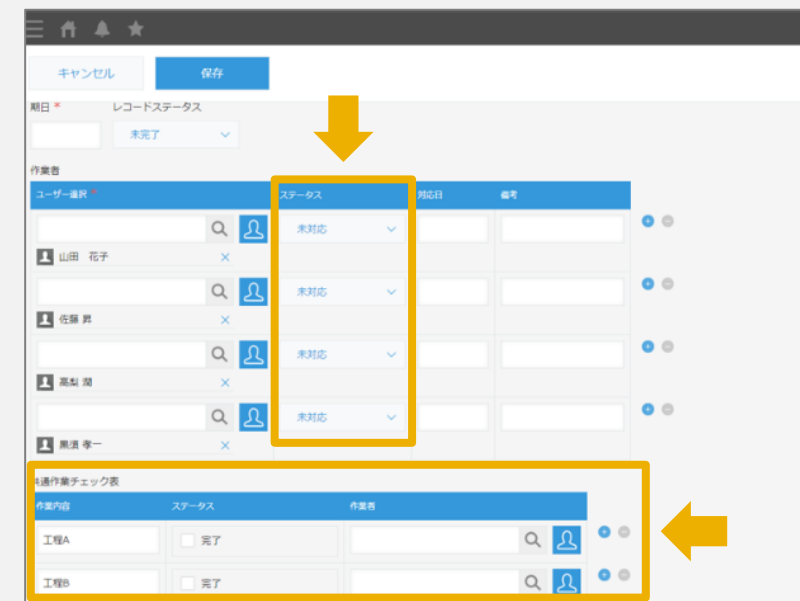 キャンセル 保存
期日 * レコードステータス
未完了
作業者
ユーザー選択 * ステータス 対応日 備考
未対応
山田 花子
未対応
佐藤 昇
未対応
高梨 潤
未対応
黒須 孝一
通作業チェック表
作業内容 ステータス 作業者
工程A 完了
工程B 完了